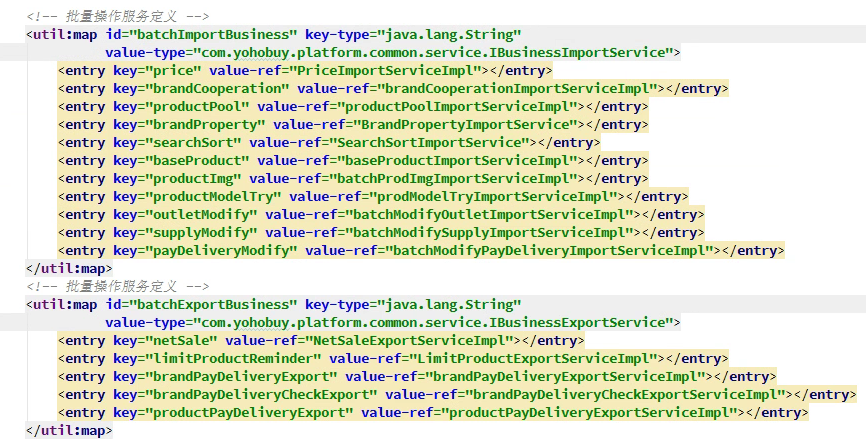 <!-- 批量操作服务定义 -->
<util:map id="batchImportBusiness" key-type="java.lang.String"
value-type="com.yohobuy.platform.common.service.IBusinessImportService">
<entry key="price" value-ref="PriceImportServiceImpl"></entry>
<entry key="brandCooperation" value-ref="brandCooperationImportServiceImpl"></entry>
<entry key="productPool" value-ref="productPoolImportServiceImpl"></entry>
<entry key="brandProperty" value-ref="BrandPropertyImportService"></entry>
<entry key="searchSort" value-ref="SearchSortImportService"></entry>
<entry key="baseProduct" value-ref="baseProductImportServiceImpl"></entry>
<entry key="productImg" value-ref="batchProdImgImportServiceImpl"></entry>
<entry key="productModelTry" value-ref="prodModelTryImportServiceImpl"></entry>
<entry key="outletModify" value-ref="batchModifyOutletImportServiceImpl"></entry>
<entry key="supplyModify" value-ref="batchModifySupplyImportServiceImpl"></entry>
<entry key="payDeliveryModify" value-ref="batchModifyPayDeliveryImportServiceImpl"></entry>
</util:map>
<!-- 批量操作服务定义 -->
<util:map id="batchExportBusiness" key-type="java.lang.String"
value-type="com.yohobuy.platform.common.service.IBusinessExportService">
<entry key="netSale" value-ref="NetSaleExportServiceImpl"></entry>
<entry key="limitProductReminder" value-ref="LimitProductExportServiceImpl"></entry>
<entry key="brandPayDeliveryExport" value-ref="brandPayDeliveryExportServiceImpl"></entry>
<entry key="brandPayDeliveryCheckExport" value-ref="brandPayDeliveryCheckExportServiceImpl"></entry>
<entry key="productPayDeliveryExport" value-ref="productPayDeliveryExportServiceImpl"></entry>
</util:map>